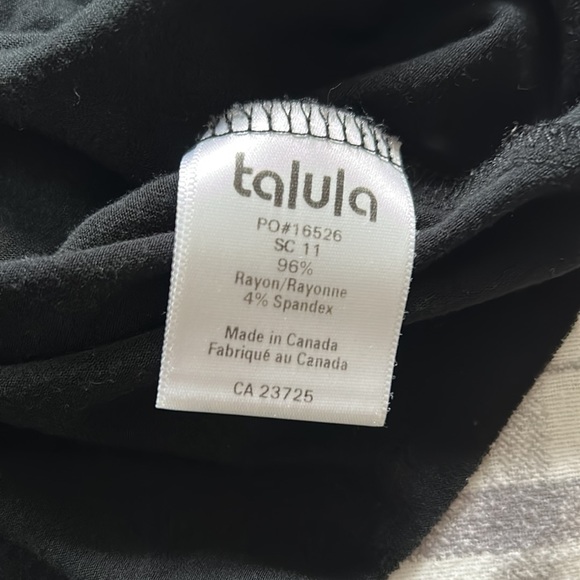 talula
PO#16526
SC 11
96%
Rayon/Rayonne
4% Spandex
Made in Canada
Fabriqué au Canada
CA 23725